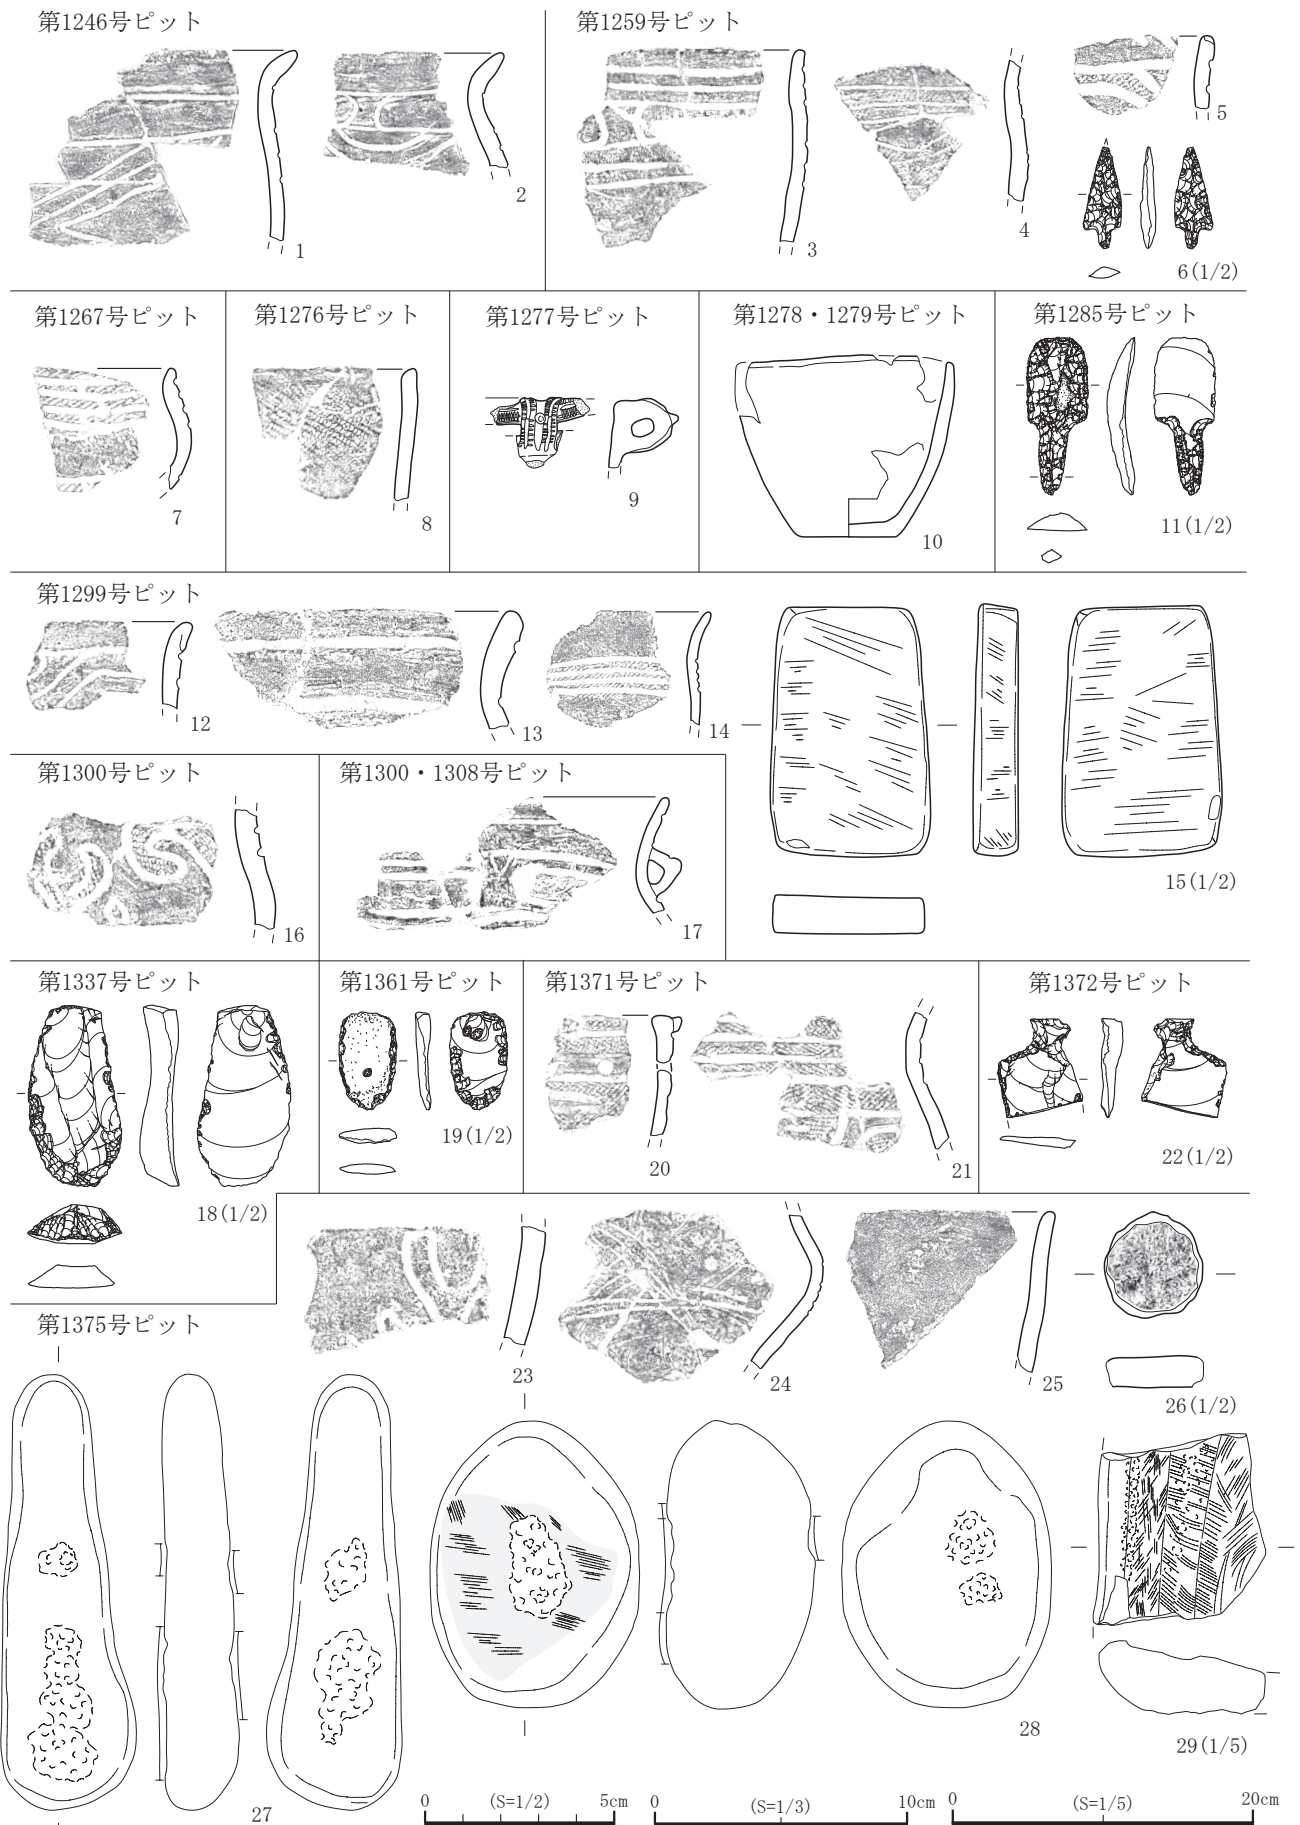 第1246号ピット
1
2
第1259号ピット
3
4
5
6(1/2)
第1267号ピット
7
第1276号ピット
8
第1277号ピット
9
第1278・1279号ピット
10
第1285号ピット
11(1/2)
第1299号ピット
12
13
14
15(1/2)
第1300号ピット
16
第1300・1308号ピット
17
第1337号ピット
18(1/2)
第1361号ピット
19(1/2)
第1371号ピット
20
21
第1372号ピット
22(1/2)
第1375号ピット
23
24
25
26(1/2)
27
28
29(1/5)
0 (S=1/2) 5cm
0 (S=1/3) 10cm
0 (S=1/5) 20cm